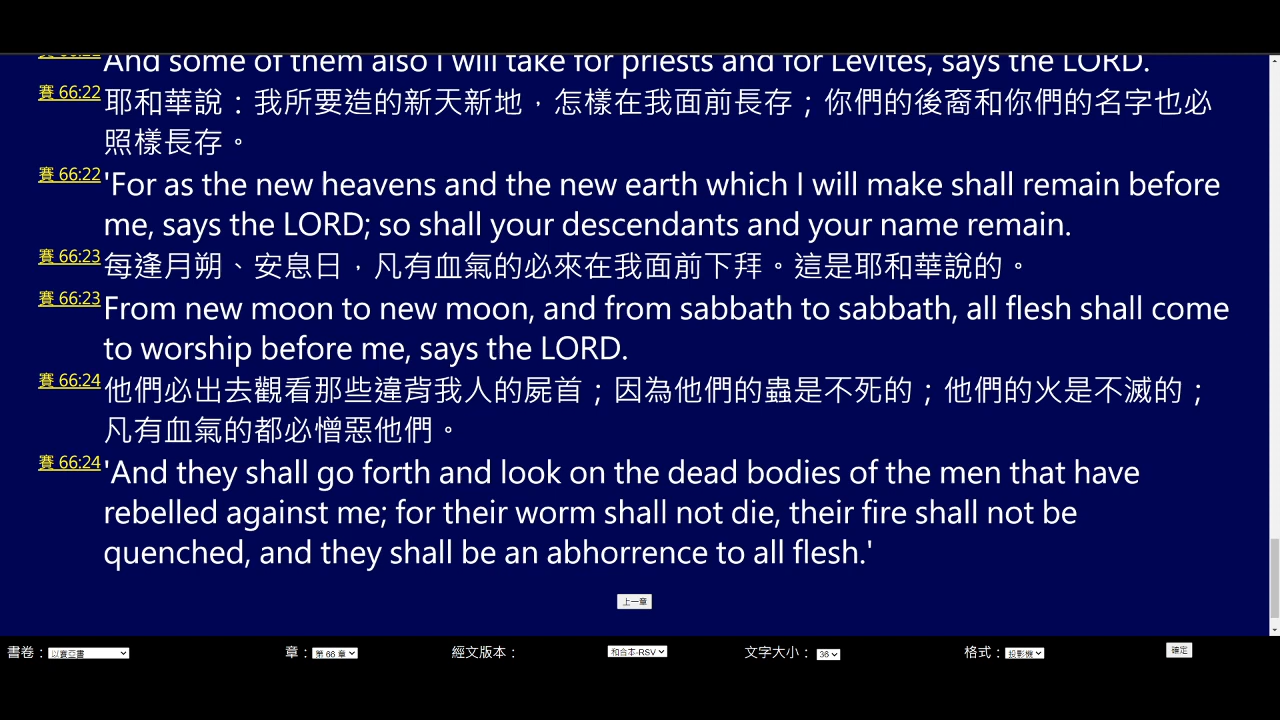 And some of them also I will take for priests and for Levites, says the LORD.
賽 66:22 耶和華說：我所要造的新天新地，怎樣在我面前長存；你們的後裔和你們的名字也必
照樣長存。
賽 66:22 'For as the new heavens and the new earth which I will make shall remain before
me, says the LORD; so shall your descendants and your name remain.
賽 66:23 每逢月朔、安息日，凡有血氣的必來在我面前下拜。這是耶和華說的。
賽 66:23 From new moon to new moon, and from sabbath to sabbath, all flesh shall come
to worship before me, says the LORD.
賽 66:24 他們必出去觀看那些違背我人的屍首；因為他們的蟲是不死的；他們的火是不滅的；
凡有血氣的都必憎惡他們。
賽 66:24 'And they shall go forth and look on the dead bodies of the men that have
rebelled against me; for their worm shall not die, their fire shall not be
quenched, and they shall be an abhorrence to all flesh.'
上一章
書卷：以賽亞書 章：第 66 章 經文版本： 和合本-RSV 文字大小： 36 格式：投影機 確定